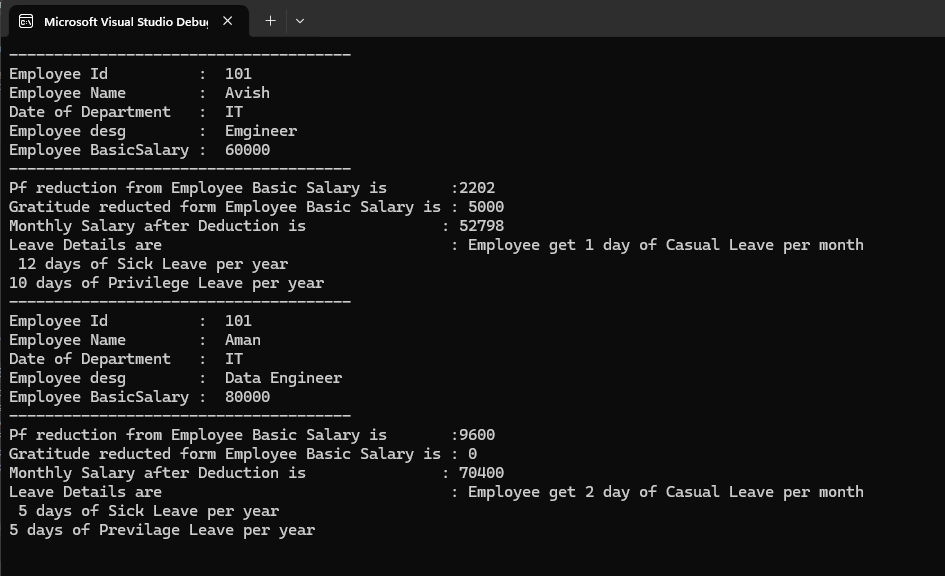 Microsoft Visual Studio Debug
--------------------------------------
Employee Id          :  101
Employee Name        :  Avish
Date of Department   :  IT
Employee desg        :  Emgineer
Employee BasicSalary :  60000
--------------------------------------
Pf reduction from Employee Basic Salary is       :2202
Gratitude reducted form Employee Basic Salary is : 5000
Monthly Salary after Deduction is               : 52798
Leave Details are                                : Employee get 1 day of Casual Leave per month
 12 days of Sick Leave per year
10 days of Privilege Leave per year
--------------------------------------
Employee Id          :  101
Employee Name        :  Aman
Date of Department   :  IT
Employee desg        :  Data Engineer
Employee BasicSalary :  80000
--------------------------------------
Pf reduction from Employee Basic Salary is       :9600
Gratitude reducted form Employee Basic Salary is : 0
Monthly Salary after Deduction is               : 70400
Leave Details are                                : Employee get 2 day of Casual Leave per month
 5 days of Sick Leave per year
5 days of Previlage Leave per year